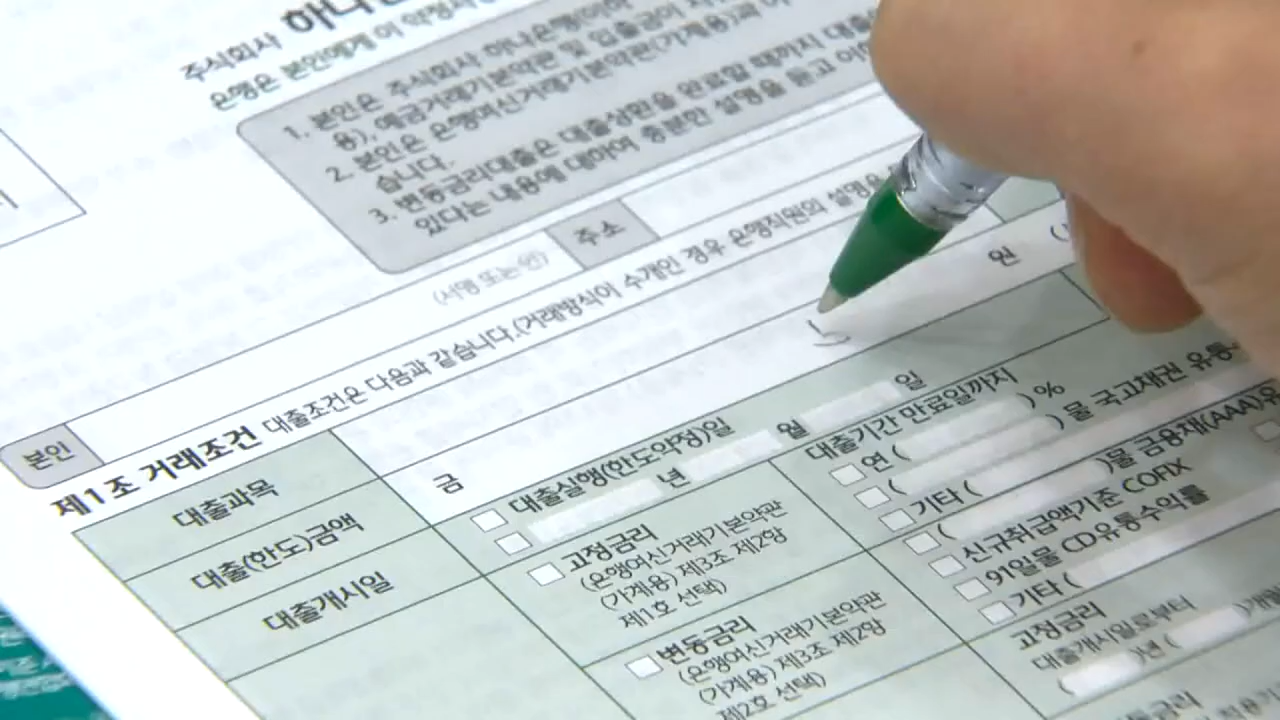 주식회사 하나은
은행은 본인에게 이 약정서
1. 본인은 주식회사 하나은행(이하
용), 예금거래기본약관 및 입출금이 자
2. 본인은 은행여신거래기본약관(가계용)과 이
습니다.
3. 변동금리대출은 대출상환을 완료할 때까지 대출
있다는 내용에 대하여 충분한 설명을 듣고 이해
본인
(서명 또는 인)
주소
제1조 거래조건 대출조건은 다음과 같습니다.(거래방식이 수개인 경우 은행직원의 설명을
대출과목
대출(한도)금액
금
원 (
대출개시일
대출실행(한도약정)일
년 월 일
고정금리
(은행여신거래기본약관
(가계용) 제3조 제2항
제1호 선택)
대출기간 만료일까지
연 ( ) %
( ) 물 국고채권 유통
기타 ( )물 금융채(AAA)유
(
신규취급액기준 COFIX
91일물 CD유통수익률
기타 (
변동금리
(은행여신거래기본약관
(가계용) 제3조 제2항
제2호 선택)
고정금리
대출개시일로부터
( )년 ( )개월